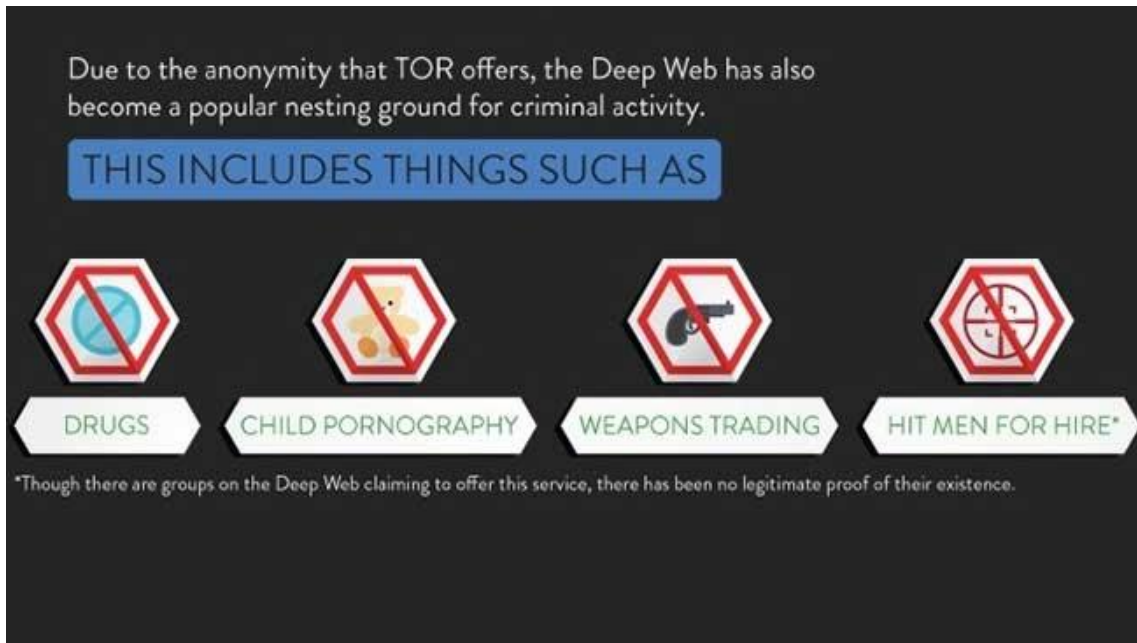 Due to the anonymity that TOR offers, the Deep Web has also
become a popular nesting ground for criminal activity.
THIS INCLUDES THINGS SUCH AS
DRUGS
CHILD PORNOGRAPHY
WEAPONS TRADING
HIT MEN FOR HIRE*
*Though there are groups on the Deep Web claiming to offer this service, there has been no legitimate proof of their existence.